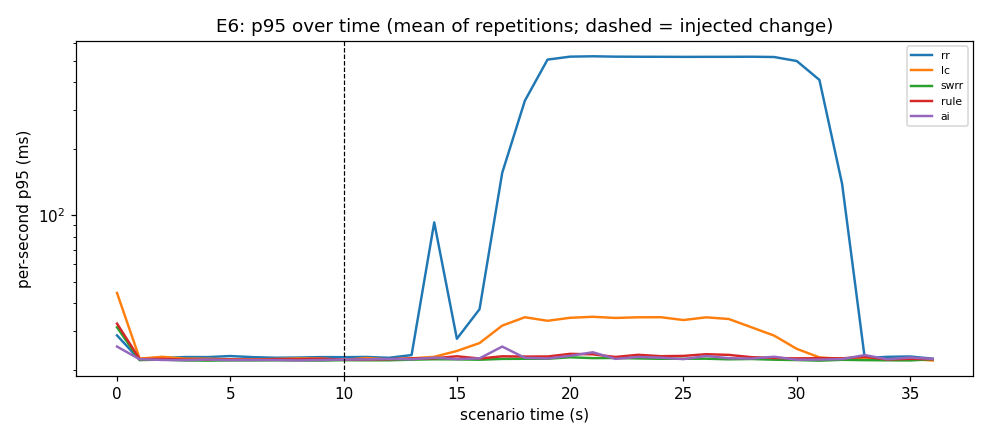 E6: p95 over time (mean of repetitions; dashed = injected change)
per-second p95 (ms)
10²
rr
lc
swrr
rule
ai
0 5 10 15 20 25 30 35
scenario time (s)